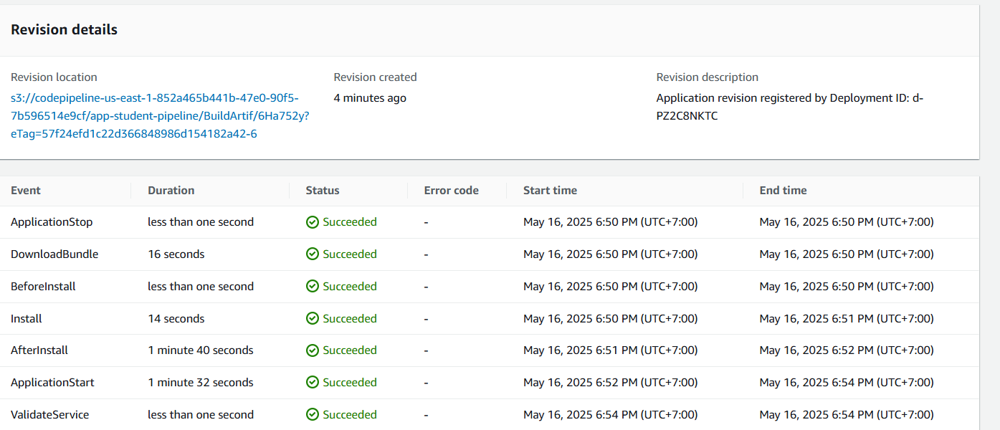 Revision details
Revision location
Revision created
Revision description
s3://codepipeline-us-east-1-852a465b441b-47e0-90f5-
7b596514e9cf/app-student-pipeline/BuildArtif/6Ha752y?
eTag=57f24efd1c22d366848986d154182a42-6
4 minutes ago
Application revision registered by Deployment ID: d-
PZ2C8NKTC
Event Duration Status Error code Start time End time
ApplicationStop less than one second Succeeded - May 16, 2025 6:50 PM (UTC+7:00) May 16, 2025 6:50 PM (UTC+7:00)
DownloadBundle 16 seconds Succeeded - May 16, 2025 6:50 PM (UTC+7:00) May 16, 2025 6:50 PM (UTC+7:00)
BeforeInstall less than one second Succeeded - May 16, 2025 6:50 PM (UTC+7:00) May 16, 2025 6:50 PM (UTC+7:00)
Install 14 seconds Succeeded - May 16, 2025 6:50 PM (UTC+7:00) May 16, 2025 6:51 PM (UTC+7:00)
AfterInstall 1 minute 40 seconds Succeeded - May 16, 2025 6:51 PM (UTC+7:00) May 16, 2025 6:52 PM (UTC+7:00)
ApplicationStart 1 minute 32 seconds Succeeded - May 16, 2025 6:52 PM (UTC+7:00) May 16, 2025 6:54 PM (UTC+7:00)
ValidateService less than one second Succeeded - May 16, 2025 6:54 PM (UTC+7:00) May 16, 2025 6:54 PM (UTC+7:00)